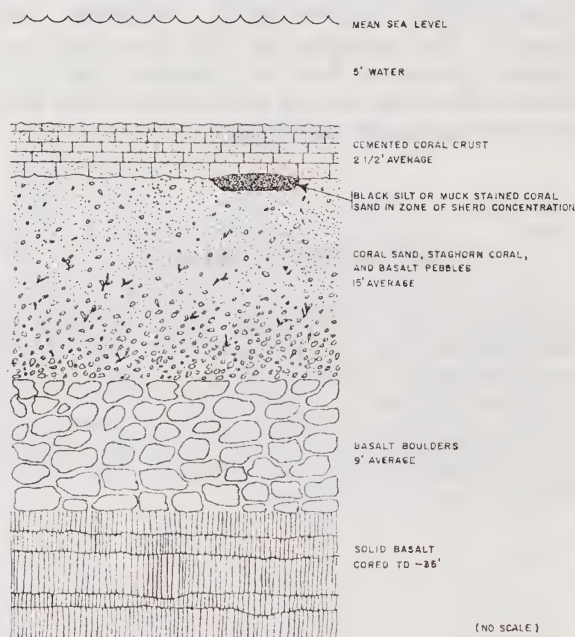 MEAN SEA LEVEL
5' WATER
CEMENTED CORAL CRUST
2 1/2' AVERAGE
BLACK SILT OR MUCK STAINED CORAL
SAND IN ZONE OF SHERD CONCENTRATION
CORAL SAND, STAGHORN CORAL,
AND BASALT PEBBLES
15' AVERAGE
BASALT BOULDERS
9' AVERAGE
SOLID BASALT
CORED TO
(NO SCALE)